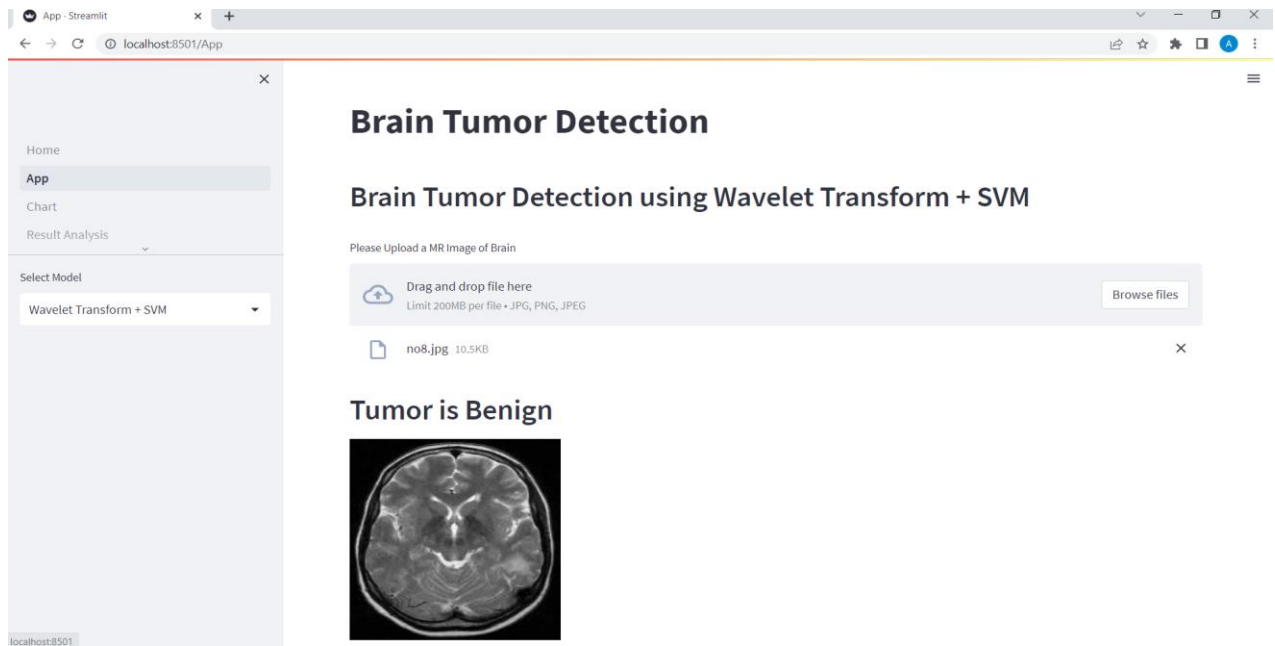 App · Streamlit
localhost:8501/App
A
Home
App
Chart
Result Analysis
Select Model
Wavelet Transform + SVM
Brain Tumor Detection
Brain Tumor Detection using Wavelet Transform + SVM
Please Upload a MR Image of Brain
Drag and drop file here
Limit 200MB per file • JPG, PNG, JPEG
Browse files
no8.jpg 10.5KB
Tumor is Benign
localhost:8501